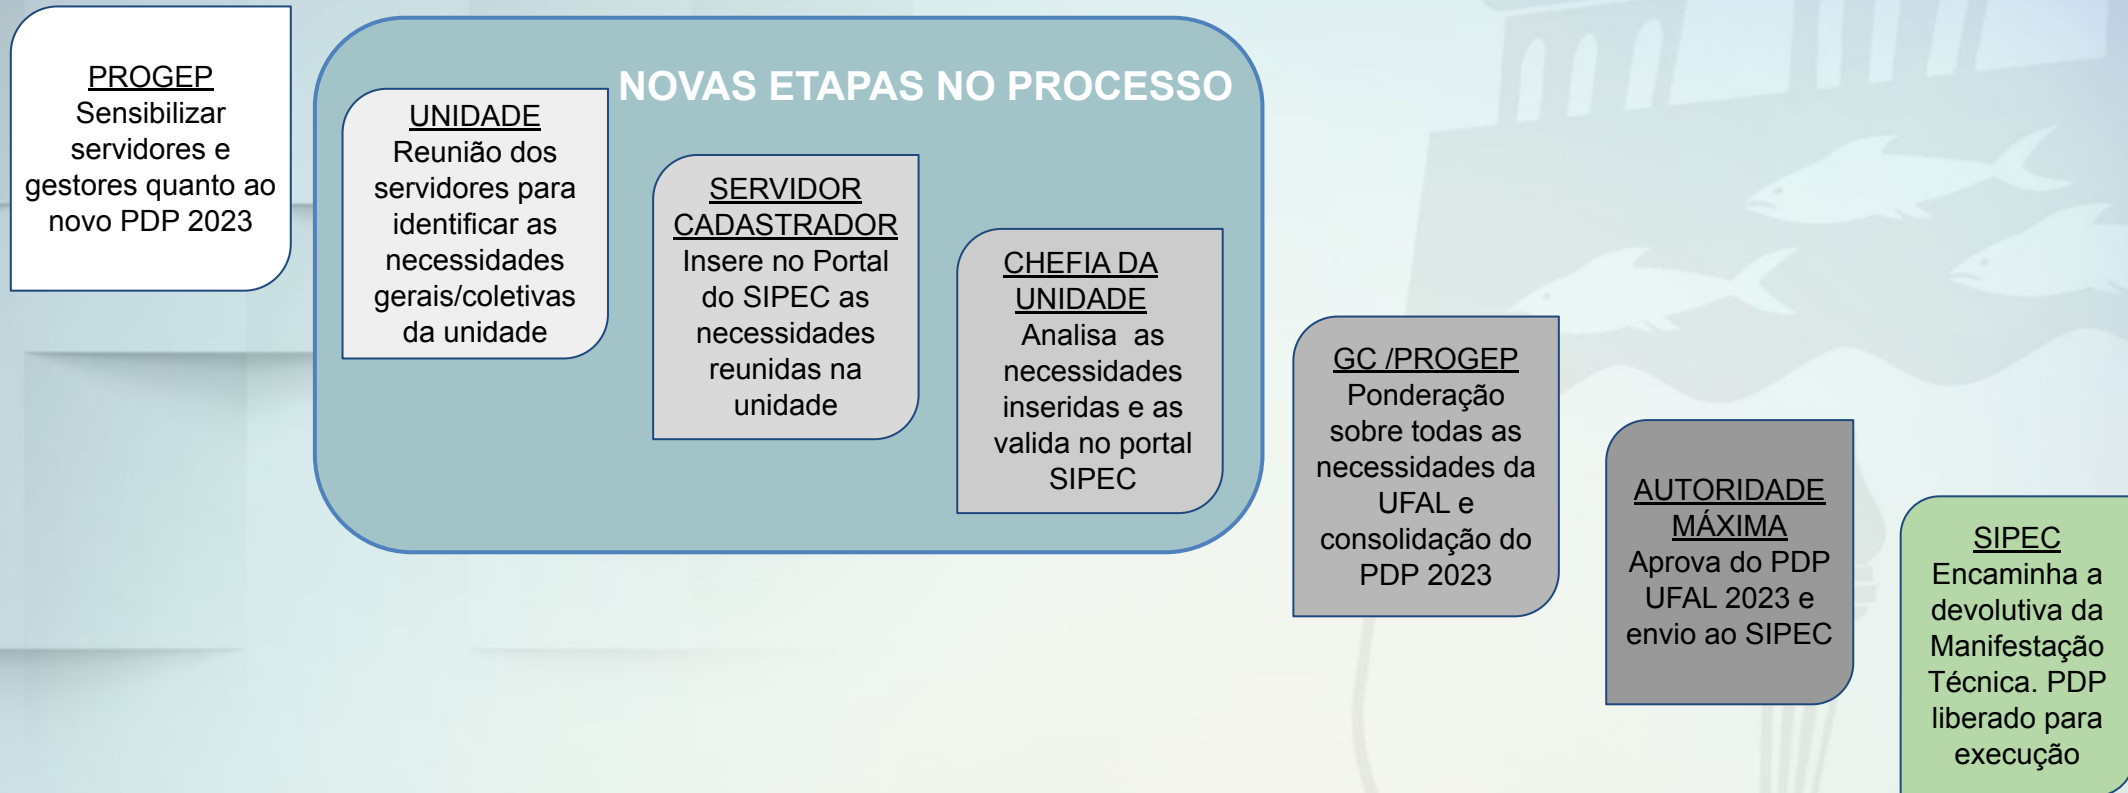 PROGEP
Sensibilizar
servidores e
gestores quanto ao
novo PDP 2023
NOVAS ETAPAS NO PROCESSO
UNIDADE
Reunião dos
servidores para
identificar as
necessidades
gerais/coletivas
da unidade
SERVIDOR
CADASTRADOR
Insere no Portal
do SIPEC as
necessidades
reunidas na
unidade
CHEFIA DA
UNIDADE
Analisa as
necessidades
inseridas e as
valida no portal
SIPEC
GC /PROGEP
Ponderação
sobre todas as
necessidades da
UFAL e
consolidação do
PDP 2023
AUTORIDADE
MÁXIMA
Aprova do PDP
UFAL 2023 e
envio ao SIPEC
SIPEC
Encaminha a
devolutiva da
Manifestação
Técnica. PDP
liberado para
execução